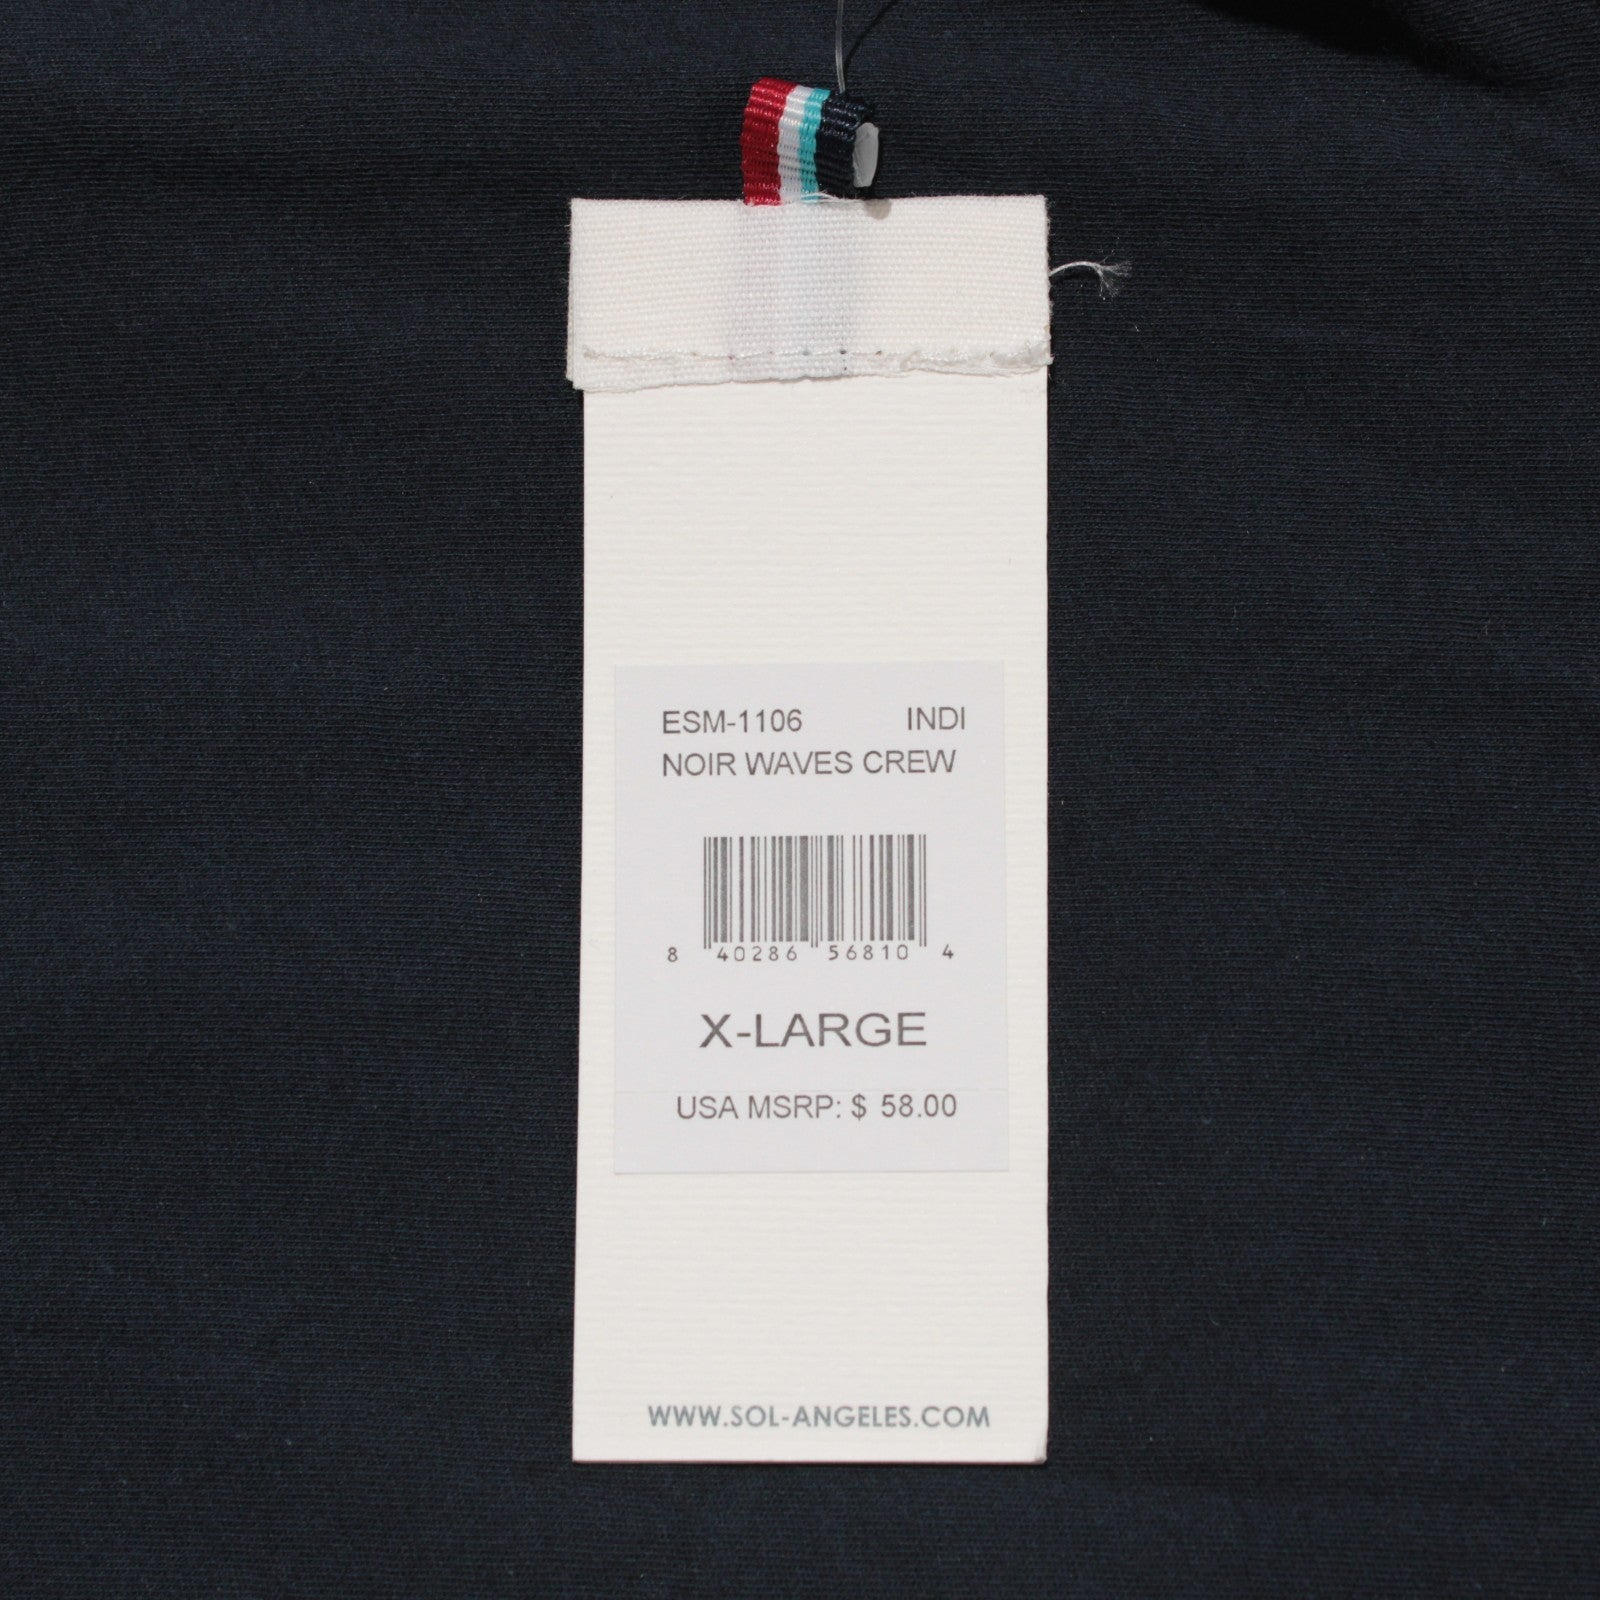 ESM-1106 INDI
NOIR WAVES CREW
8 40286 56810 4
X-LARGE
USA MSRP: $ 58.00
WWW.SOL-ANGELES.COM